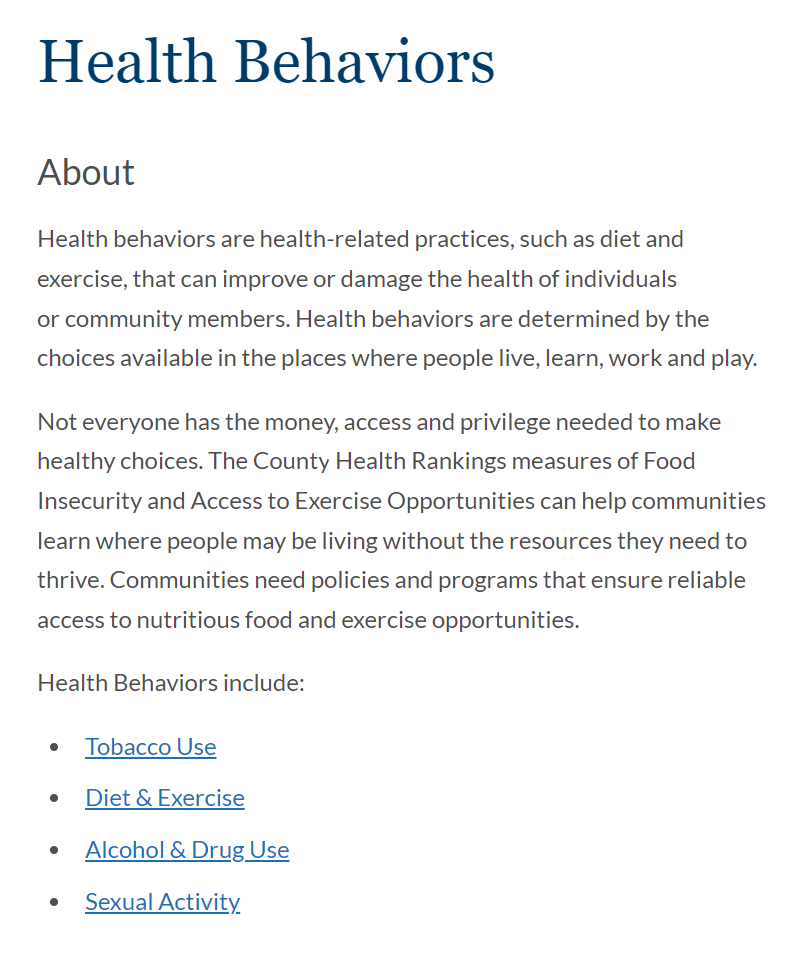 Health Behaviors
About
Health behaviors are health-related practices, such as diet and
exercise, that can improve or damage the health of individuals
or community members. Health behaviors are determined by the
choices available in the places where people live, learn, work and play.
Not everyone has the money, access and privilege needed to make
healthy choices. The County Health Rankings measures of Food
Insecurity and Access to Exercise Opportunities can help communities
learn where people may be living without the resources they need to
thrive. Communities need policies and programs that ensure reliable
access to nutritious food and exercise opportunities.
Health Behaviors include:
• Tobacco Use
• Diet & Exercise
• Alcohol & Drug Use
• Sexual Activity